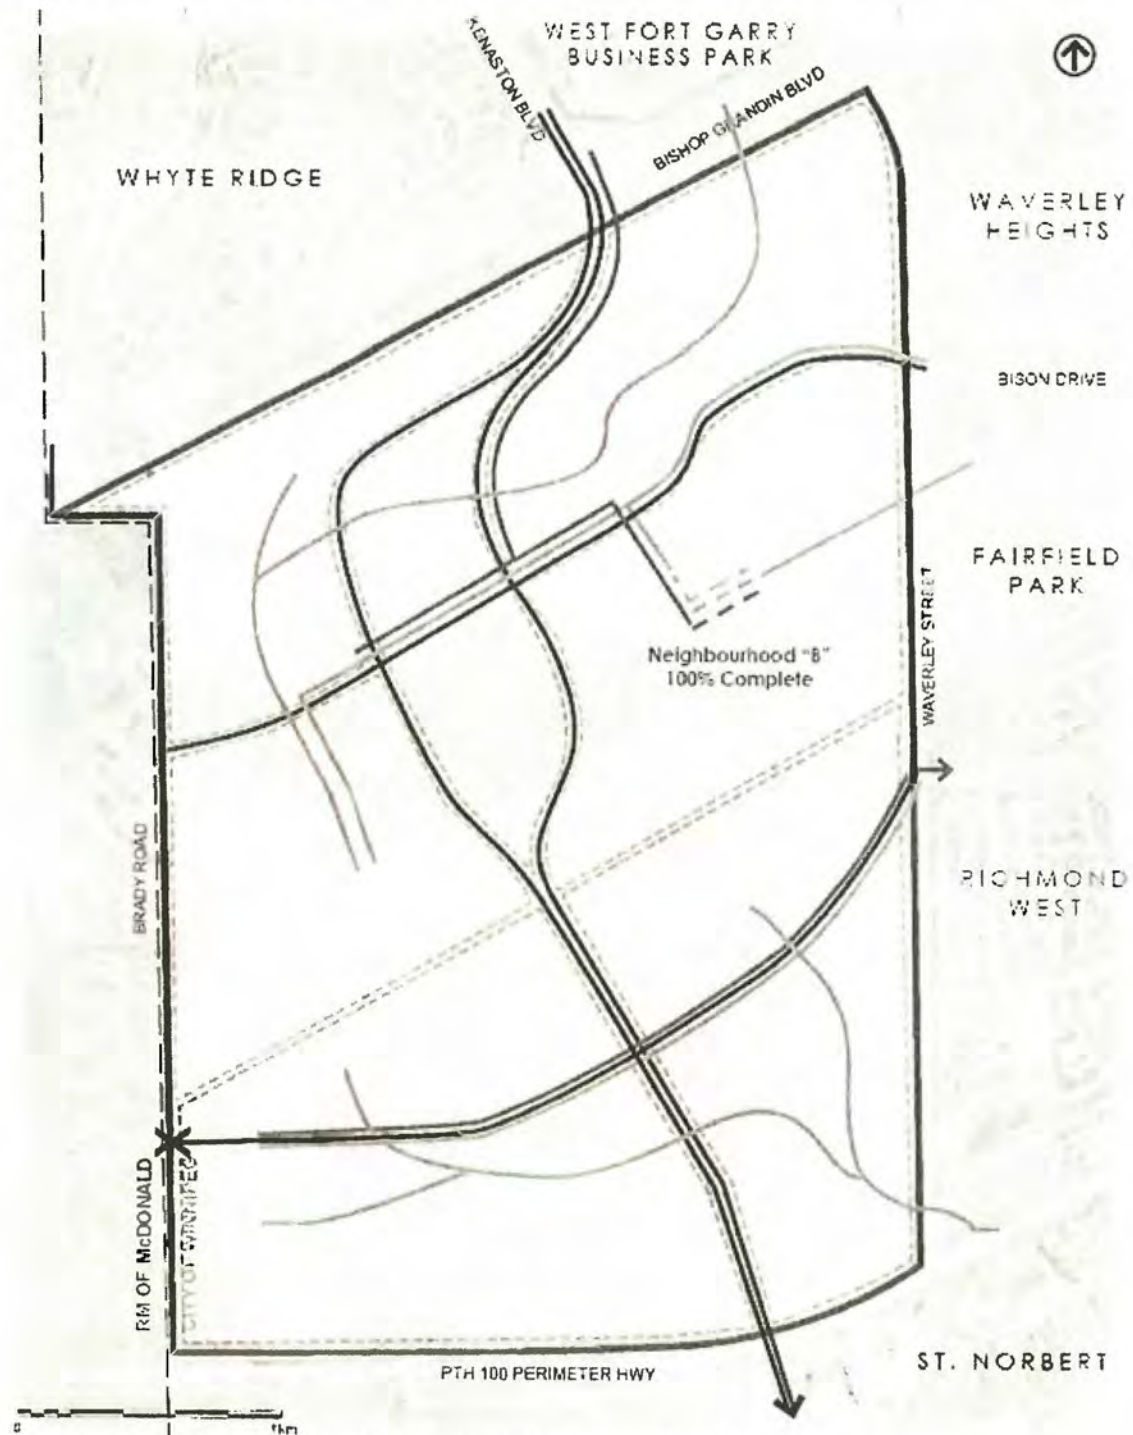 WEST FORT GARRY
BUSINESS PARK
KENASTON BLVD
BISHOP GRANDIN BLVD
WHYTE RIDGE
WAVERLEY
HEIGHTS
BISON DRIVE
FAIRFIELD
PARK
WAVERLEY STREET
Neighbourhood "B"
100% Complete
BRADY ROAD
RICHMOND
WEST
RM OF McDONALD
CITY OF WINNIPEG
PTH 100 PERIMETER HWY
ST. NORBERT
0 1km